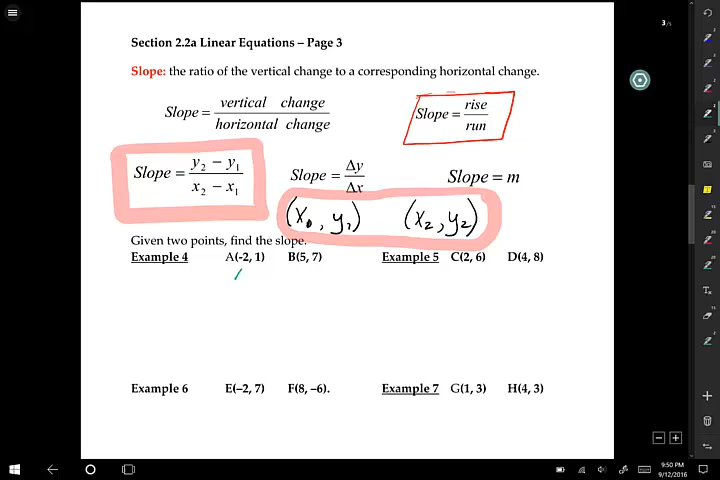 3/5
Section 2.2a Linear Equations – Page 3
Slope: the ratio of the vertical change to a corresponding horizontal change.
Slope = vertical change / horizontal change
Slope = rise / run
Slope = y₂ − y₁ / x₂ − x₁
Slope = Δy / Δx
Slope = m
(x₁, y₁) (x₂, y₂)
Given two points, find the slope.
Example 4 A(-2, 1) B(5, 7) Example 5 C(2, 6) D(4, 8)
Example 6 E(−2, 7) F(8, −6). Example 7 G(1, 3) H(4, 3)
9:50 PM
9/12/2016